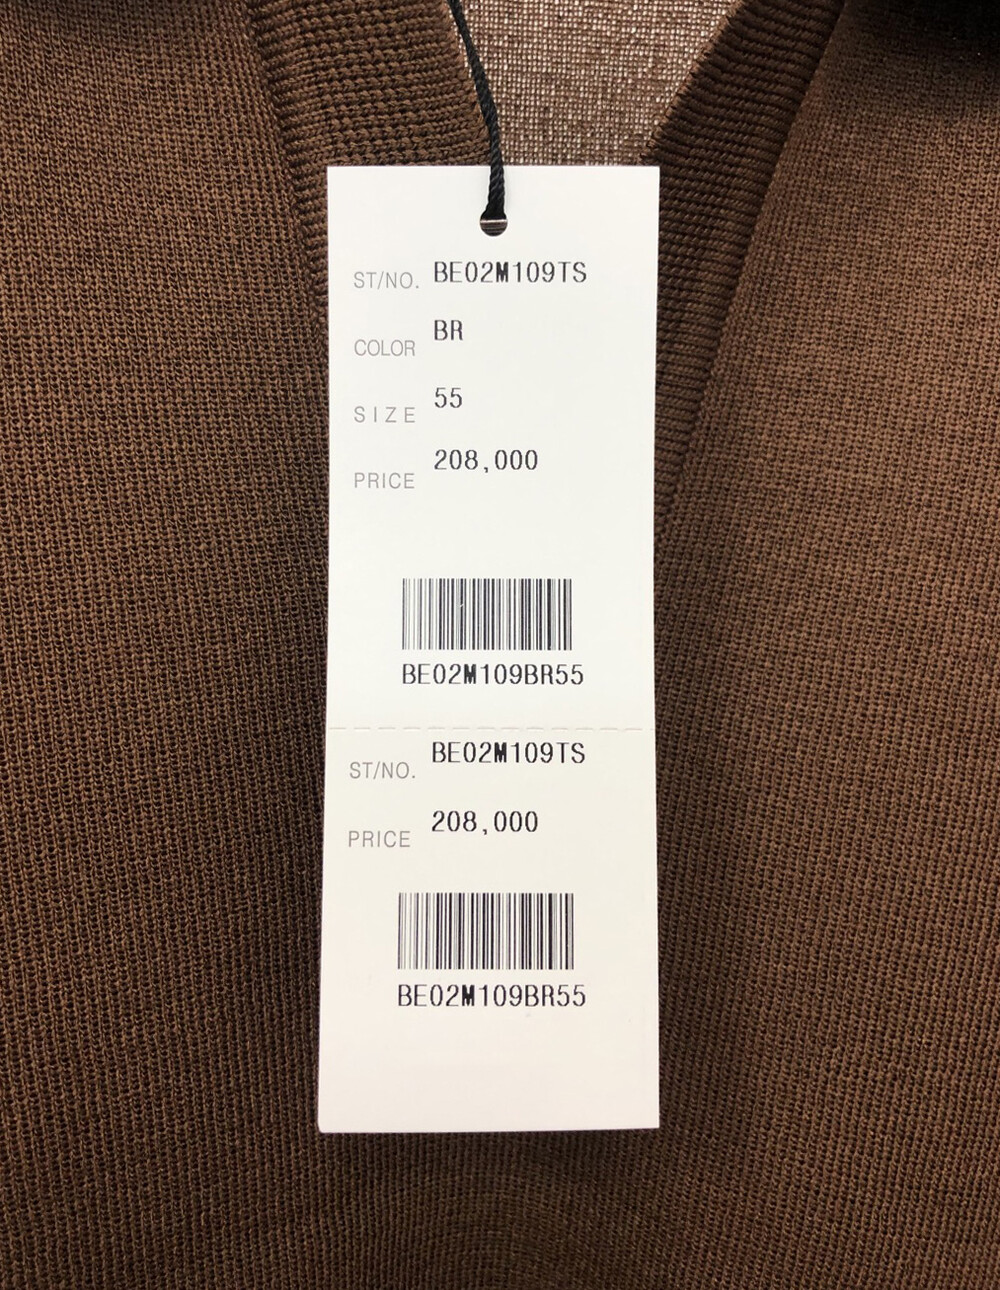 ST/NO. BE02M109TS
COLOR BR
SIZE 55
PRICE 208,000
BE02M109BR55
ST/NO. BE02M109TS
PRICE 208,000
BE02M109BR55